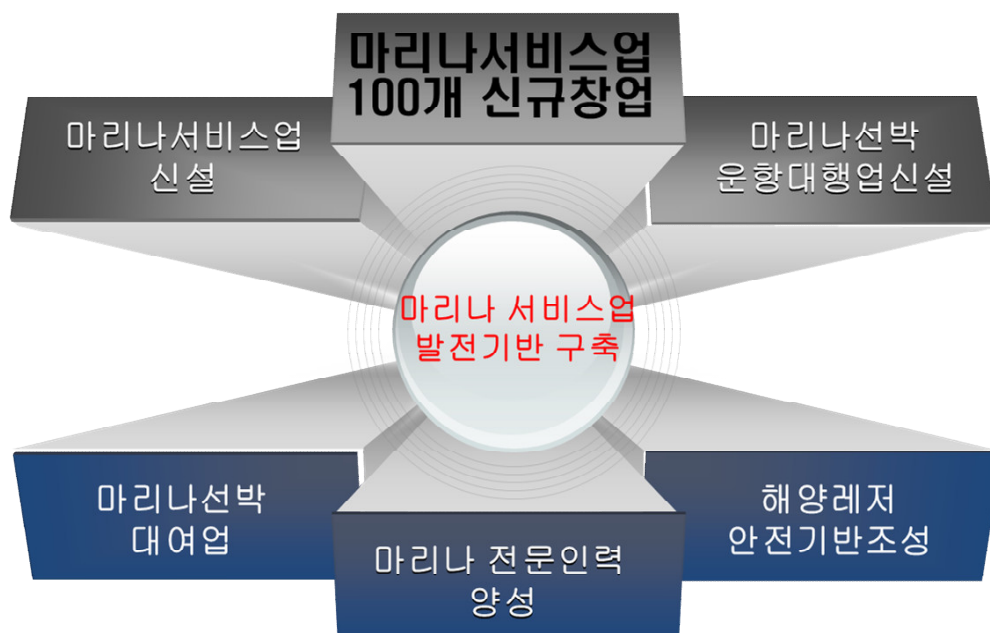 마리나서비스업
100개 신규창업
마리나서비스업
신설
마리나선박
운항대행업신설
마리나 서비스업
발전기반 구축
마리나선박
대여업
마리나 전문인력
양성
해양레저
안전기반조성